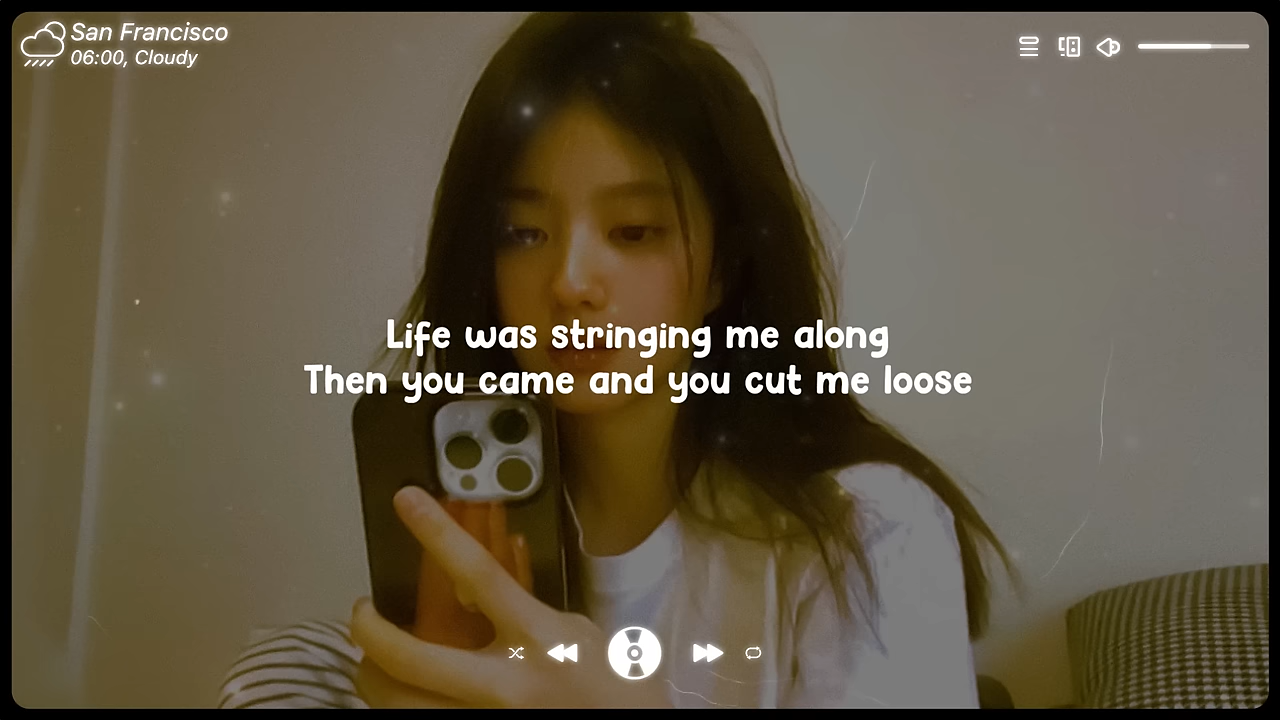 San Francisco
06:00, Cloudy
Life was stringing me along
Then you came and you cut me loose